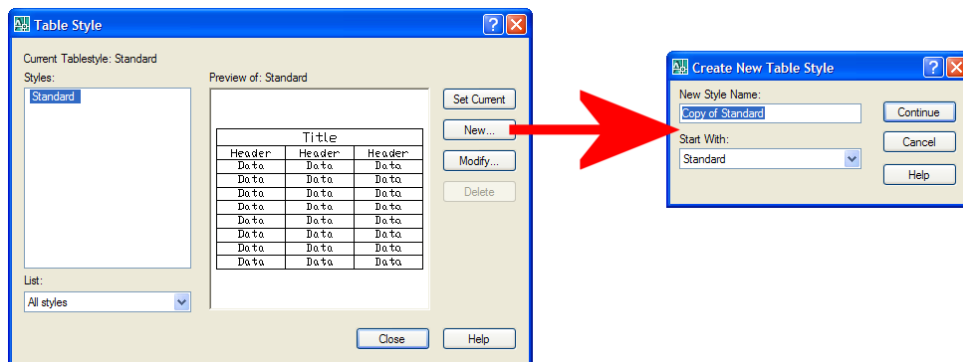 Table Style
Current Tablestyle: Standard
Styles:
Standard
List:
All styles
Preview of: Standard
Title
Header Header Header
Data Data Data
Data Data Data
Data Data Data
Data Data Data
Data Data Data
Data Data Data
Data Data Data
Data Data Data
Set Current
New...
Modify...
Delete
Close
Help
Create New Table Style
New Style Name:
Copy of Standard
Start With:
Standard
Continue
Cancel
Help